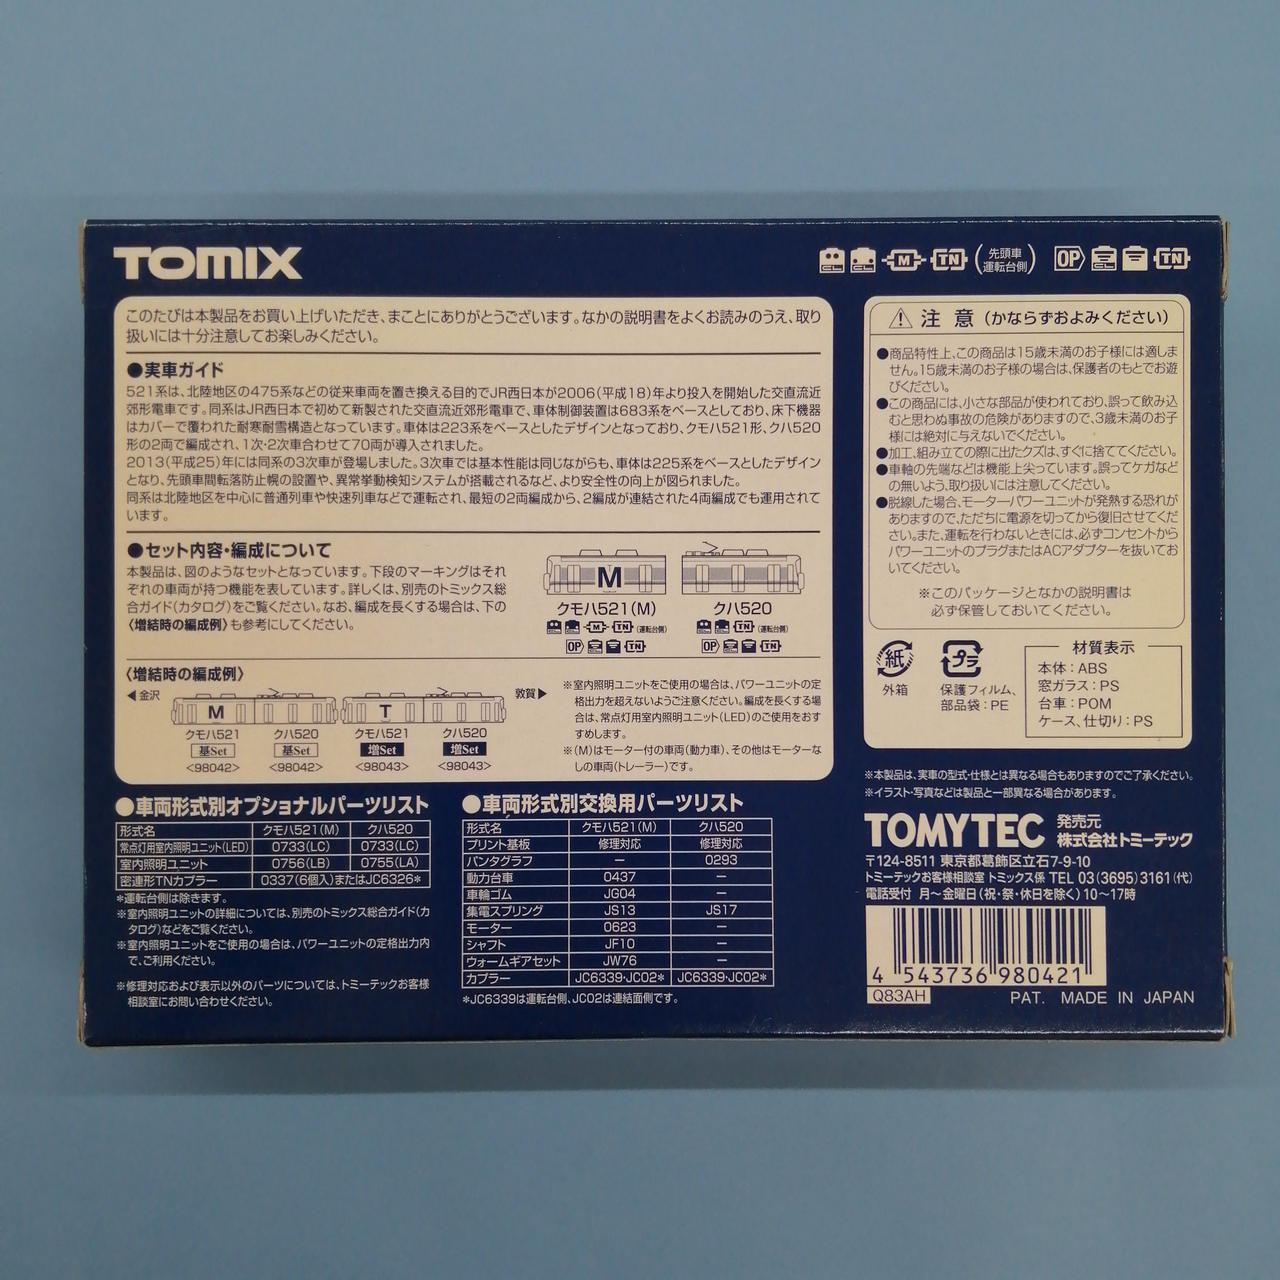 TOMIX
CL CL M TN (先頭車運転台側) OP CL TN
このたびは本製品をお買い上げいただき、まことにありがとうございます。なかの説明書をよくお読みのうえ、取り
扱いには十分注意してお楽しみください。
●実車ガイド
521系は、北陸地区の475系などの従来車両を置き換える目的でJR西日本が2006(平成18)年より投入を開始した交直流近
郊形電車です。同系はJR西日本で初めて新製された交直流近郊形電車で、車体制御装置は683系をベースとしており、床下機器
はカバーで覆われた耐寒耐雪構造となっています。車体は223系をベースとしたデザインとなっており、クモハ521形、クハ520
形の2両で編成され、1次・2次車合わせて70両が導入されました。
2013(平成25)年には同系の3次車が登場しました。3次車では基本性能は同じながらも、車体は225系をベースとしたデザイン
となり、先頭車間転落防止幌の設置や、異常挙動検知システムが搭載されるなど、より安全性の向上が図られました。
同系は北陸地区を中心に普通列車や快速列車などで運転され、最短の2両編成から、2編成が連結された4両編成でも運用されて
います。
●セット内容・編成について
本製品は、図のようなセットとなっています。下段のマーキングはそれ
ぞれの車両が持つ機能を表しています。詳しくは、別売のトミックス総
合ガイド(カタログ)をご覧ください。なお、編成を長くする場合は、下の
〈増結時の編成例〉も参考にしてください。
M
クモハ521(M) クハ520
CL CL M TN (運転台側) CL CL TN (運転台側)
OP CL TN OP CL TN
〈増結時の編成例〉
◀金沢 敦賀▶
M T
クモハ521 クハ520 クモハ521 クハ520
基Set 基Set 増Set 増Set
<98042> <98042> <98043> <98043>
※室内照明ユニットをご使用の場合は、パワーユニットの定
格出力を超えないようご注意ください。編成を長くする場
合は、常点灯用室内照明ユニット(LED)のご使用をおす
すめします。
※(M)はモーター付の車両(動力車)、その他はモーターな
しの車両(トレーラー)です。
●車両形式別オプショナルパーツリスト
形式名 クモハ521(M) クハ520
常点灯用室内照明ユニット(LED) 0733(LC) 0733(LC)
室内照明ユニット 0756(LB) 0755(LA)
密連形TNカプラー 0337(6個入)またはJC6326*
*運転台側は除きます。
※室内照明ユニットの詳細については、別売のトミックス総合ガイド(カ
タログ)などをご覧ください。
※室内照明ユニットをご使用の場合は、パワーユニットの定格出力内
で、ご利用ください。
※修理対応および表示以外のパーツについては、トミーテックお客様
相談室にお問い合わせください。
●車両形式別交換用パーツリスト
形式名 クモハ521(M) クハ520
プリント基板 修理対応 修理対応
パンタグラフ ー 0293
動力台車 0437 ー
車輪ゴム JG04 ー
集電スプリング JS13 JS17
モーター 0623 ー
シャフト JF10 ー
ウォームギアセット JW76 ー
カプラー JC6339・JC02* JC6339・JC02*
*JC6339は運転台側、JC02は連結面側です。
⚠ 注 意 (かならずおよみください)
●商品特性上、この商品は15歳未満のお子様には適しま
せん。15歳未満のお子様の場合は、保護者のもとでお遊
びください。
●この商品には、小さな部品が使われており、誤って飲み込
むと思わぬ事故の危険がありますので、3歳未満のお子
様には絶対に与えないでください。
●加工、組み立ての際に出たクズは、すぐに捨ててください。
●車軸の先端などは機能上尖っています。誤ってケガなど
の無いよう、取り扱いには注意してください。
●脱線した場合、モーター・パワーユニットが発熱する恐れが
ありますので、ただちに電源を切ってから復旧させてくだ
さい。また、運転を行わないときには、必ずコンセントから
パワーユニットのプラグまたはACアダプターを抜いてお
いてください。
※このパッケージとなかの説明書は
必ず保管しておいてください。
紙
外箱
プラ
保護フィルム、
部品袋:PE
材質表示
本体:ABS
窓ガラス:PS
台車:POM
ケース、仕切り:PS
※本製品は、実車の型式・仕様とは異なる場合もありますのでご了承ください。
※イラスト・写真などは製品と一部異なる場合があります。
TOMYTEC 発売元
株式会社トミーテック
〒124-8511 東京都葛飾区立石7-9-10
トミーテックお客様相談室 トミックス係 TEL 03(3695)3161(代)
電話受付 月〜金曜日(祝・祭・休日を除く)10〜17時
4 543736 980421
Q83AH PAT. MADE IN JAPAN